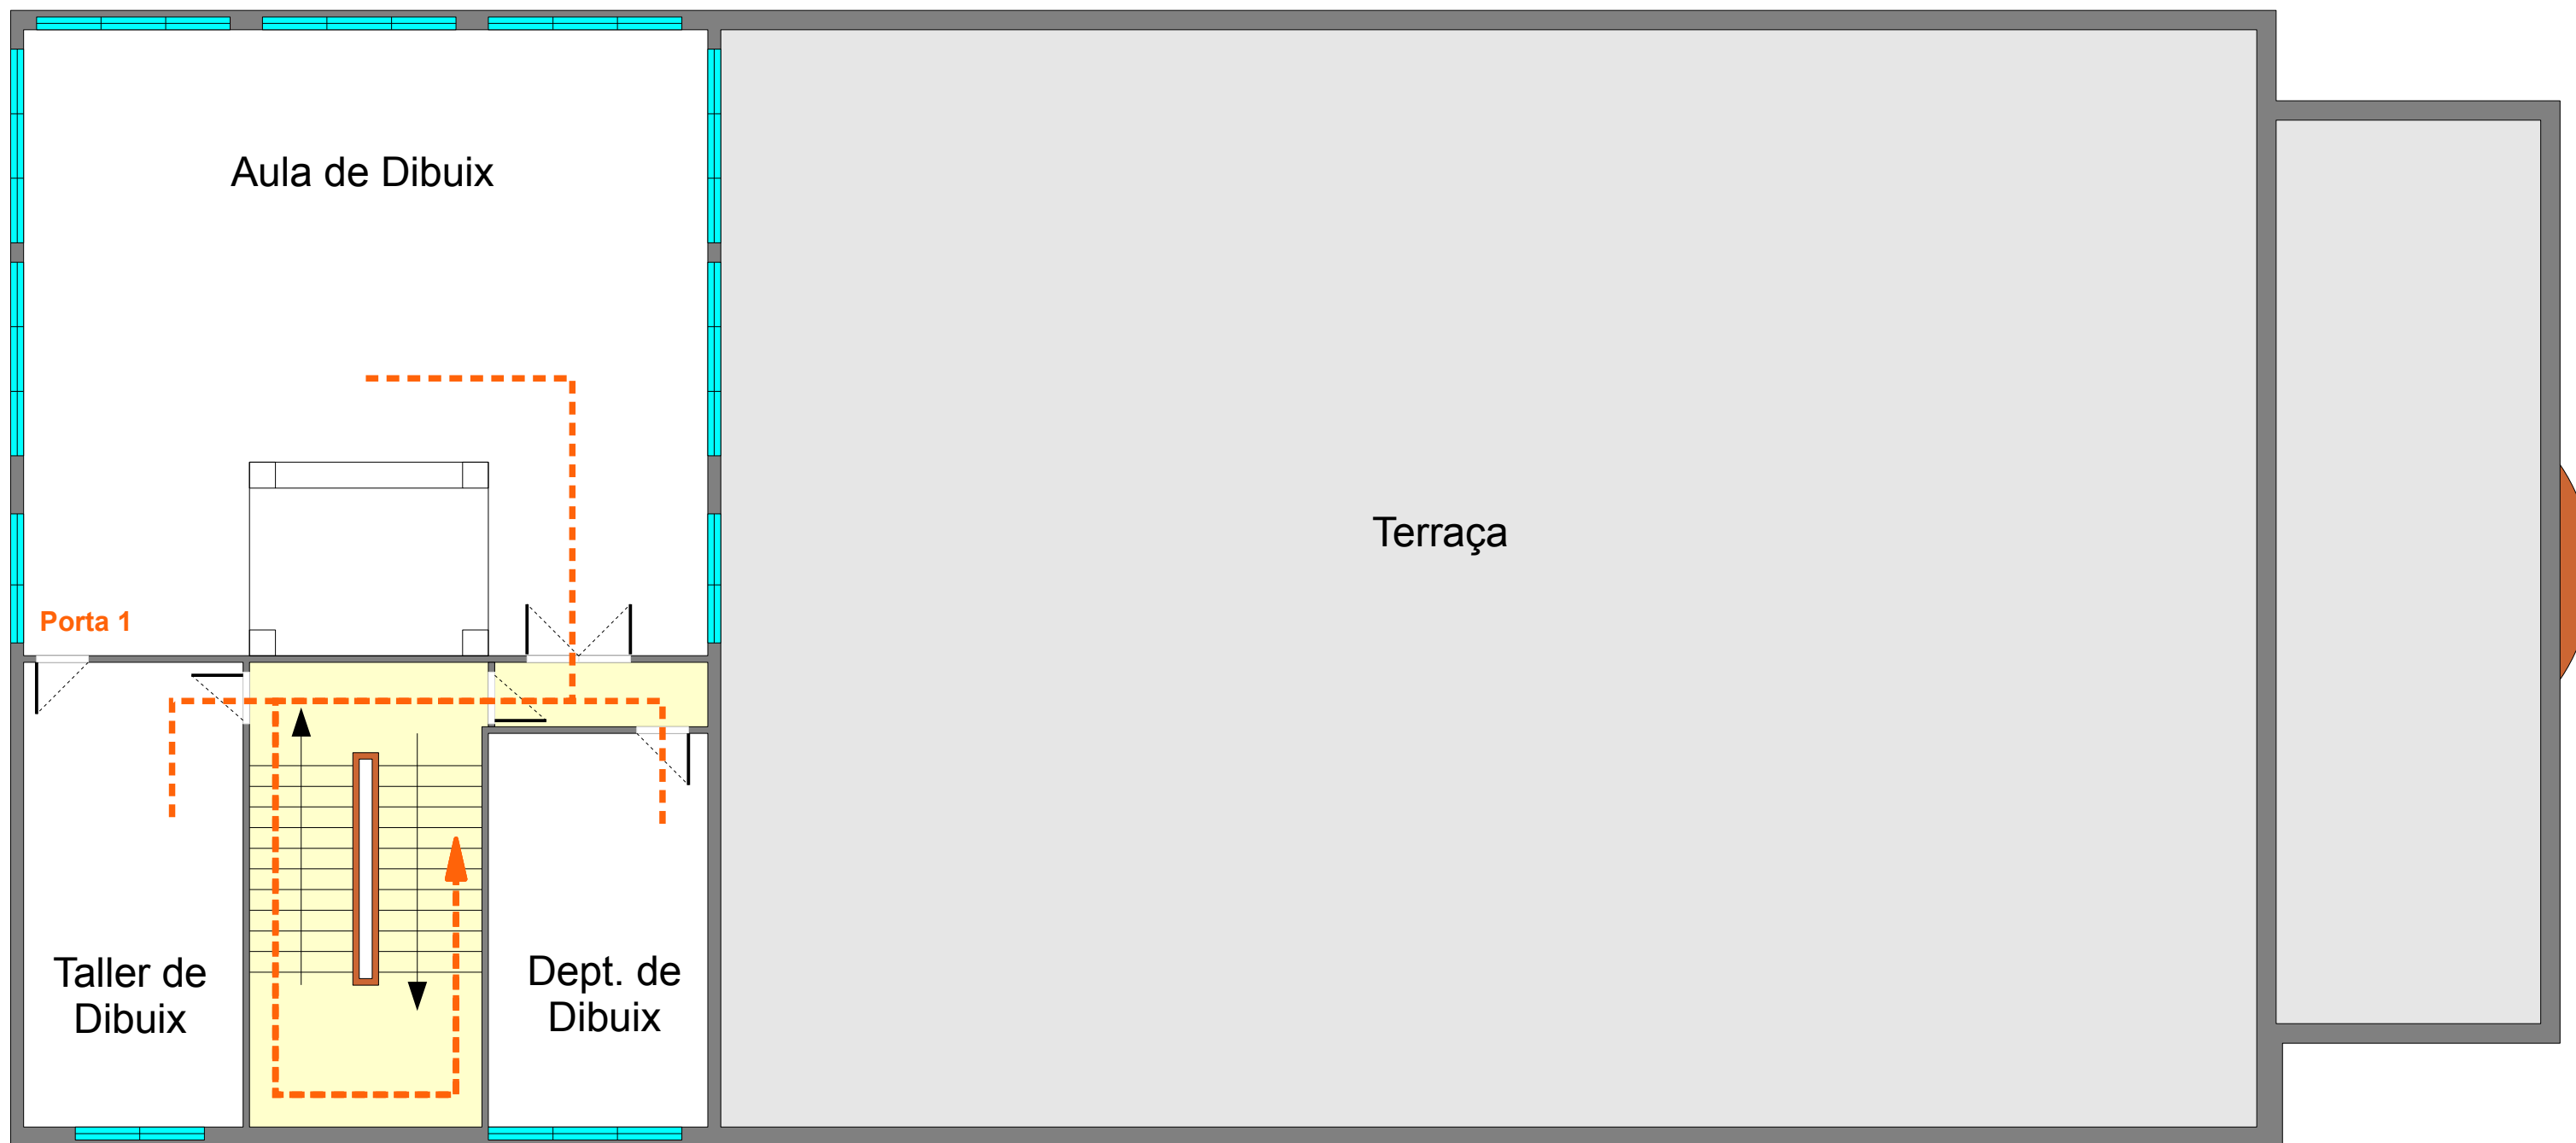 Aula de Dibuix
Terraça
Porta 1
Taller de
Dibuix
Dept. de
Dibuix